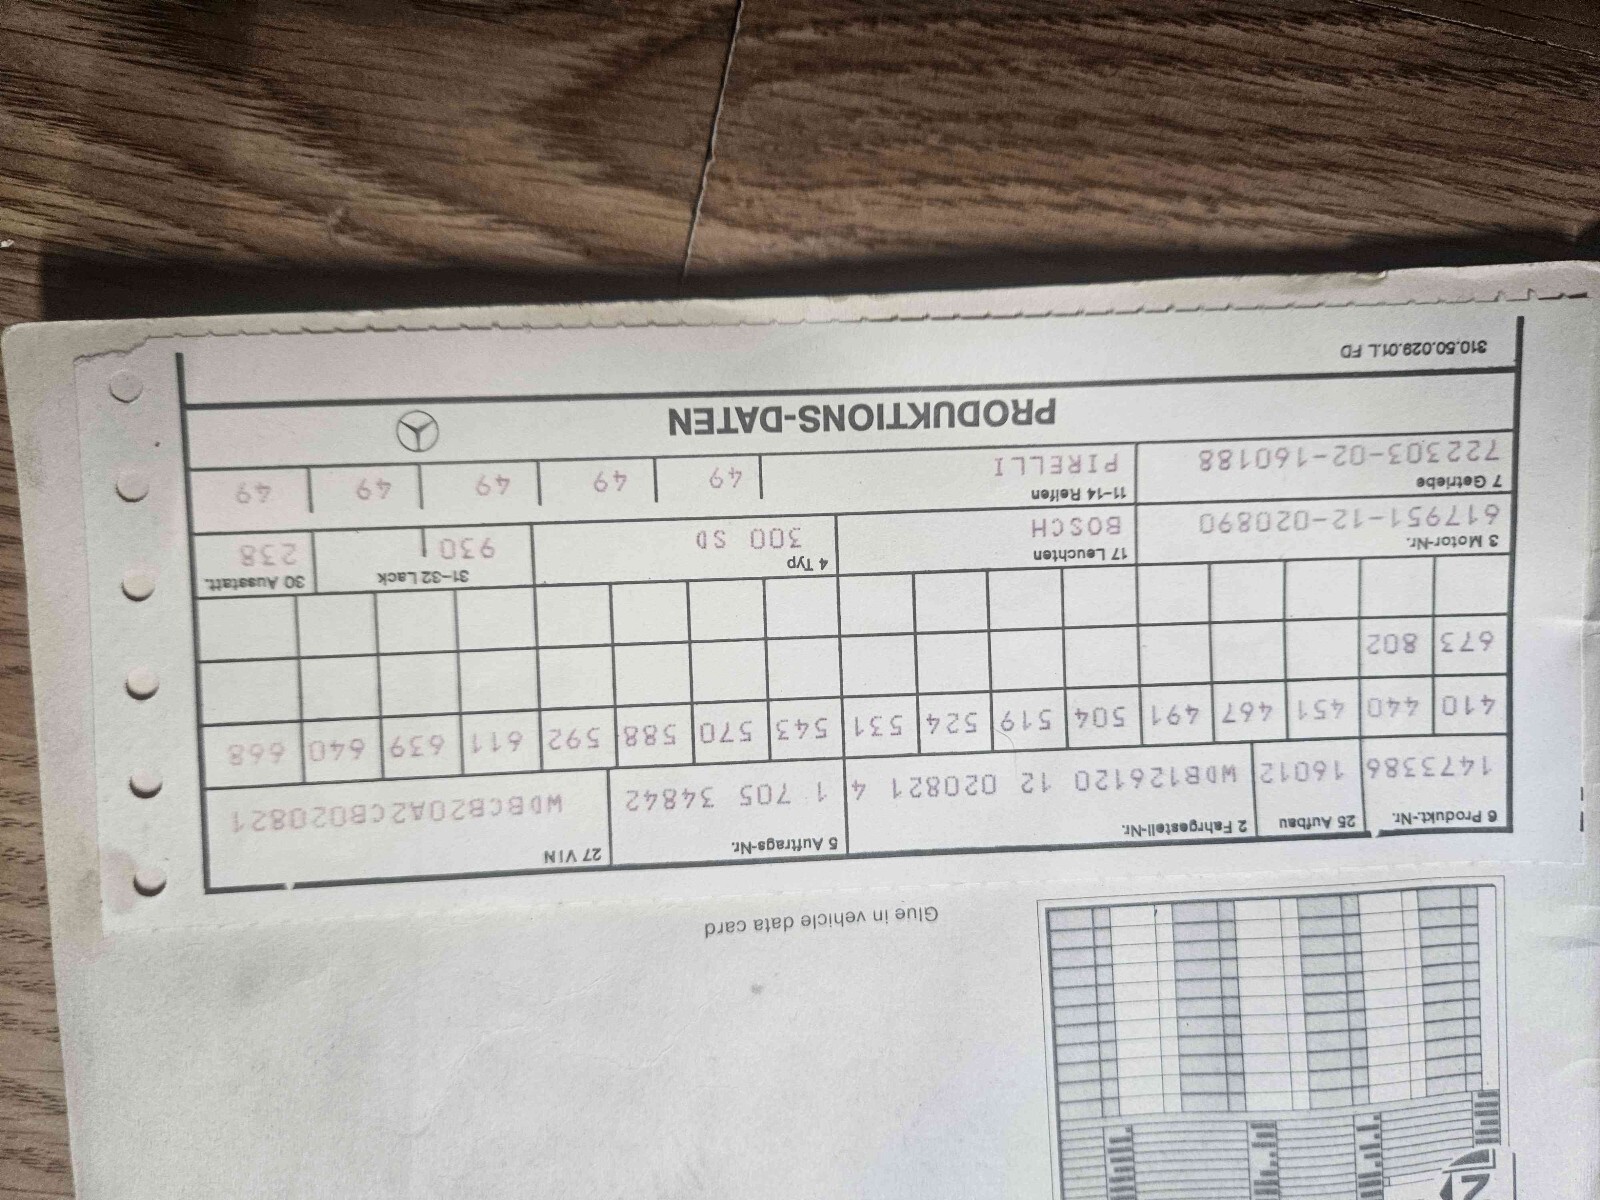 Glue in vehicle data card
6 Produkt.-Nr. 25 Aufbau 2 Fahrgestell-Nr. 5 Auftrags-Nr. 27 VIN
1473386 16012 WDB126120 12 020821 4 1 705 34842 WDBCB20A2CB020821
410 440 451 467 491 504 519 524 531 543 570 588 592 611 639 640 668
673 802
3 Motor-Nr. 17 Leuchten 4 Typ 31-32 Lack 30 Ausstatt.
617951-12-020890 BOSCH 300 SD 930 238
7 Getriebe 11-14 Reifen
722303-02-160188 PIRELLI 49 49 49 49 49
PRODUKTIONS-DATEN
310.50.029.01.L FD